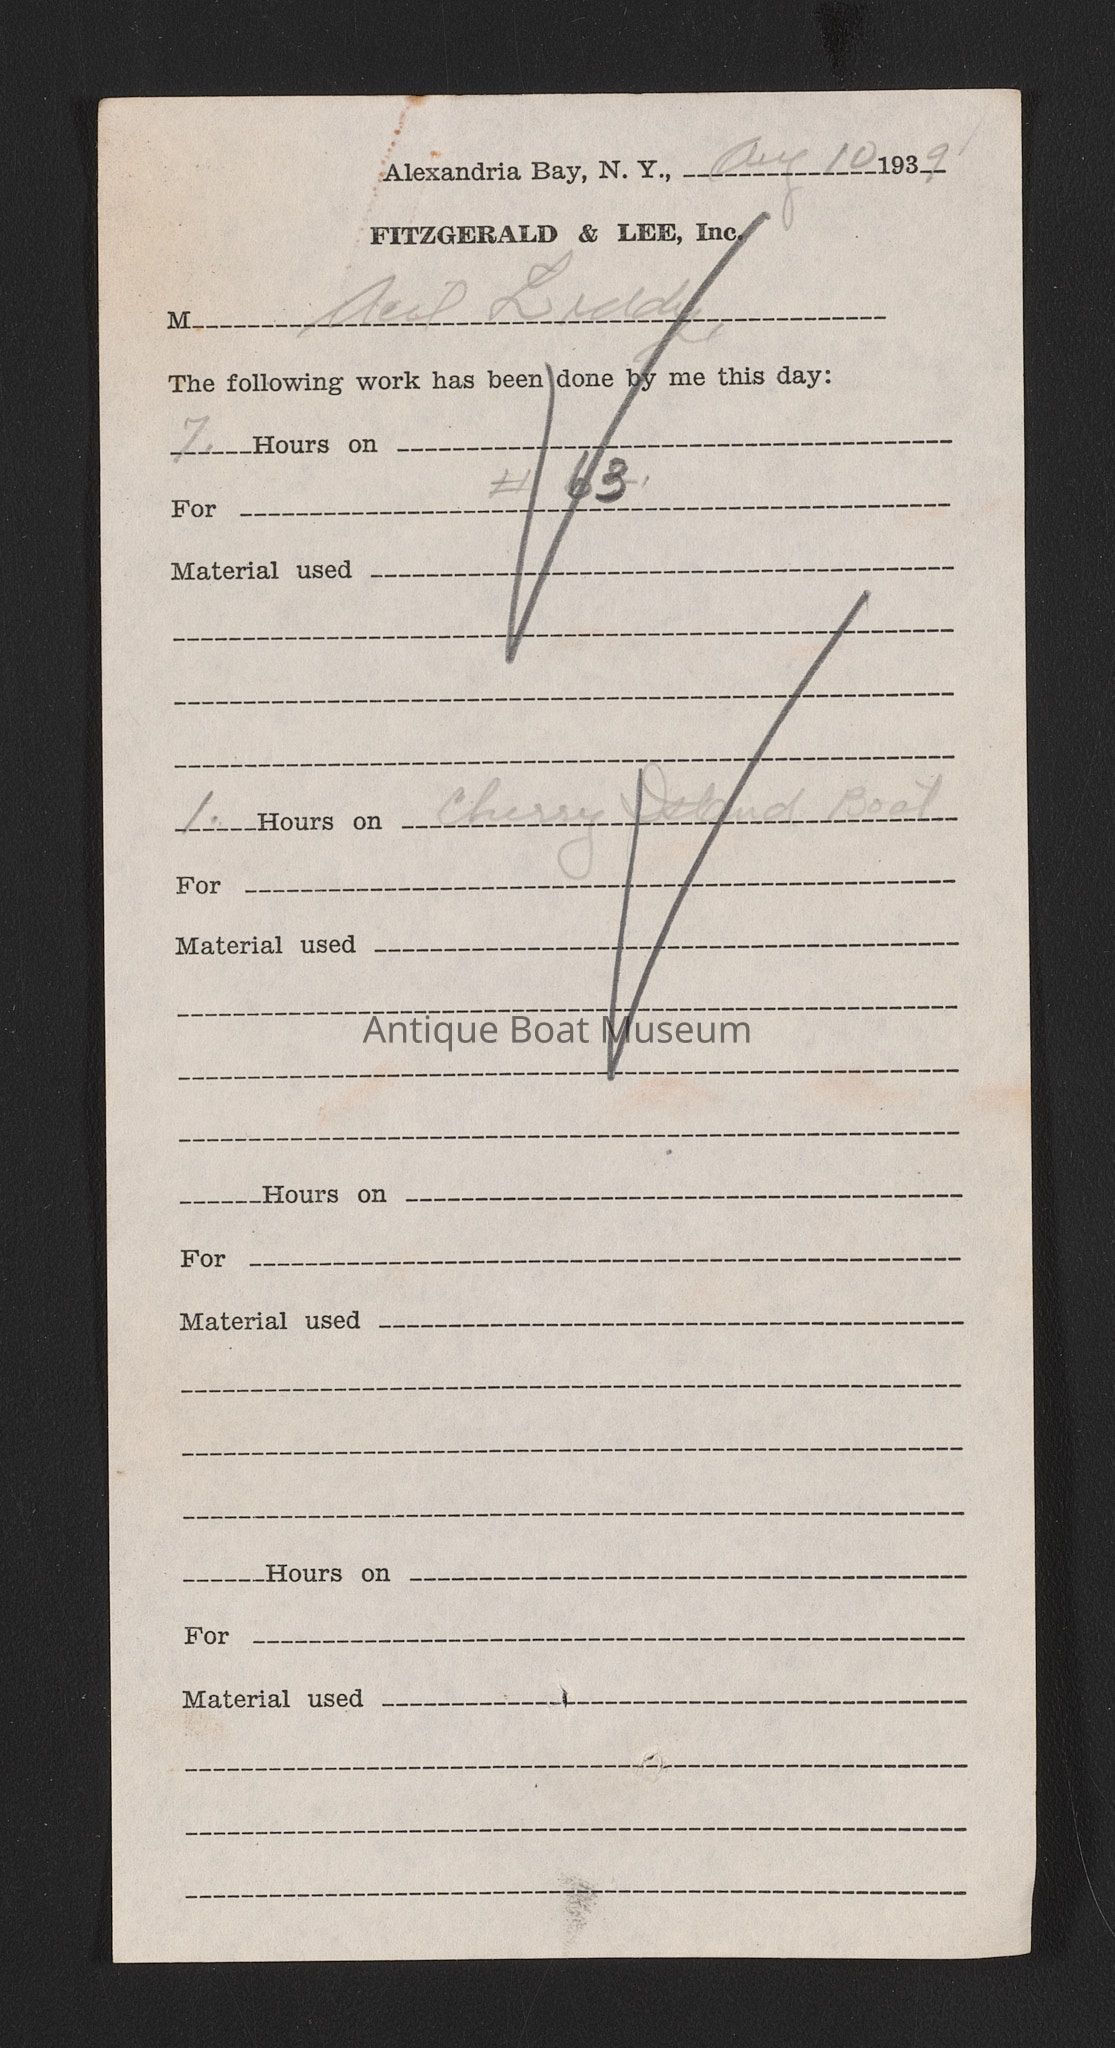 Alexandria Bay, N. Y., Aug 10 1939
FITZGERALD & LEE, Inc.
M Liddy
The following work has been done by me this day:
7. Hours on
For # 63
Material used
1. Hours on Cherry Island Boat
For
Material used
Antique Boat Museum
Hours on
For
Material used
Hours on
For
Material used